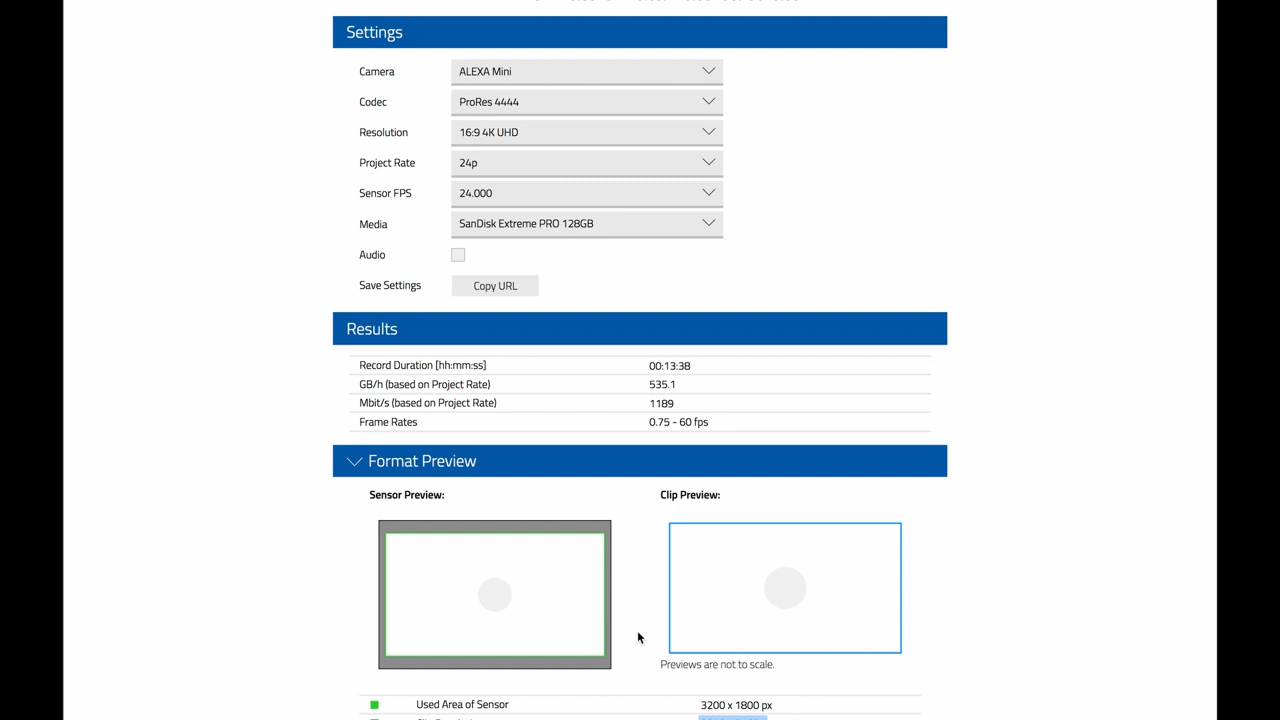 Settings
Camera ALEXA Mini
Codec ProRes 4444
Resolution 16:9 4K UHD
Project Rate 24p
Sensor FPS 24.000
Media SanDisk Extreme PRO 128GB
Audio
Save Settings Copy URL
Results
Record Duration [hh:mm:ss] 00:13:38
GB/h (based on Project Rate) 535.1
Mbit/s (based on Project Rate) 1189
Frame Rates 0.75 - 60 fps
Format Preview
Sensor Preview: Clip Preview:
Previews are not to scale.
Used Area of Sensor 3200 x 1800 px